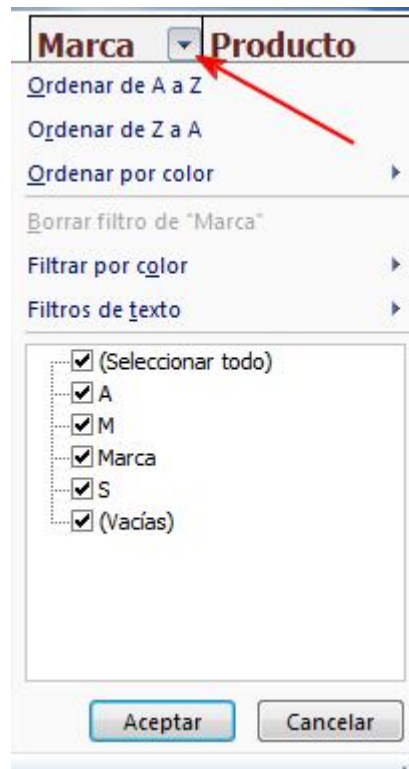 Marca Producto
Ordenar de A a Z
Ordenar de Z a A
Ordenar por color
Borrar filtro de "Marca"
Filtrar por color
Filtros de texto
(Seleccionar todo)
A
M
Marca
S
(Vacías)
Aceptar Cancelar